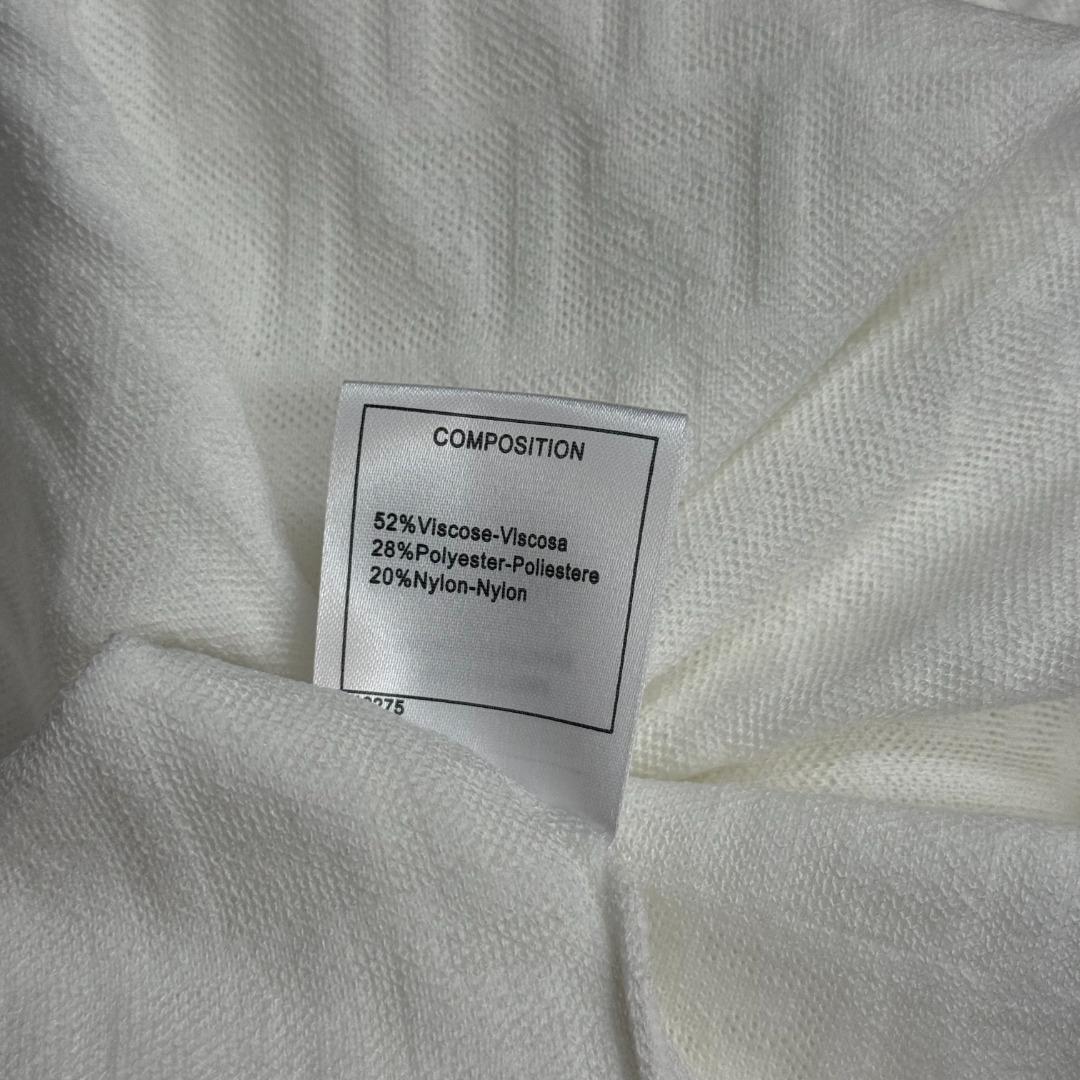 COMPOSITION
52%Viscose-Viscosa
28%Polyester-Poliestere
20%Nylon-Nylon